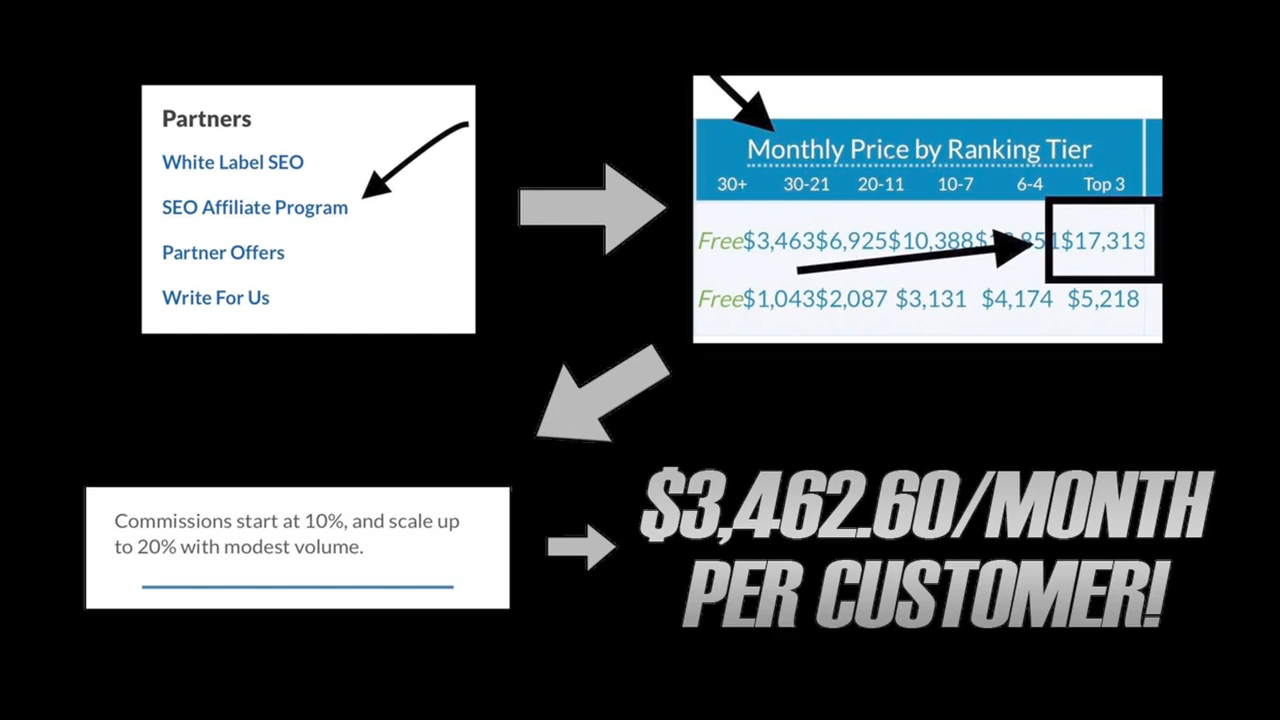 Partners
White Label SEO
SEO Affiliate Program
Partner Offers
Write For Us
Monthly Price by Ranking Tier
30+ 30-21 20-11 10-7 6-4 Top 3
Free $3,463 $6,925 $10,388 $17,313
Free $1,043 $2,087 $3,131 $4,174 $5,218
Commissions start at 10%, and scale up
to 20% with modest volume.
$3,462.60/MONTH
PER CUSTOMER!